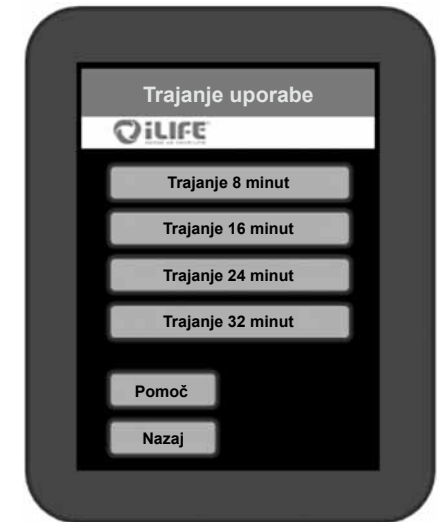 Trajanje uporabe
iLIFE
Trajanje 8 minut
Trajanje 16 minut
Trajanje 24 minut
Trajanje 32 minut
Pomoč
Nazaj